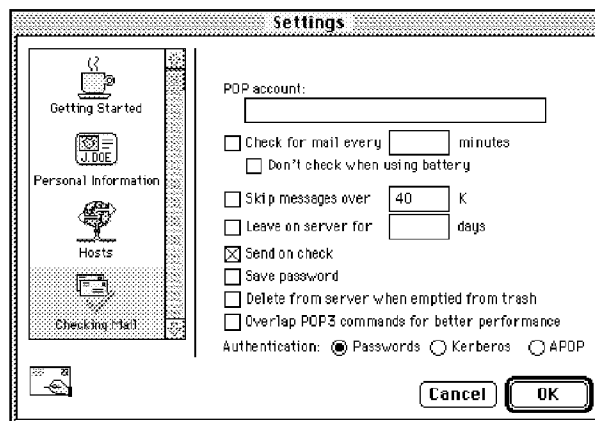 Settings
Getting Started
J.DOE
Personal Information
Hosts
Checking Mail
POP account:
Check for mail every minutes
Don't check when using battery
Skip messages over 40 K
Leave on server for days
Send on check
Save password
Delete from server when emptied from trash
Overlap POP3 commands for better performance
Authentication: Passwords Kerberos APOP
Cancel OK